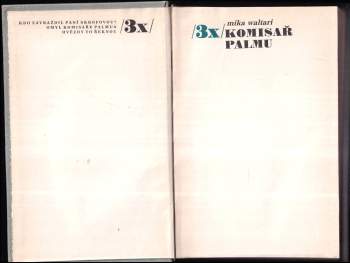 KDO ZAVRAŽDIL PANÍ SKROFOVOU?
OMYL KOMISAŘE PALMUA
HVĚZDY TO ŘEKNOU
/3x/
mika waltari
/3x/KOMISAŘ
PALMU